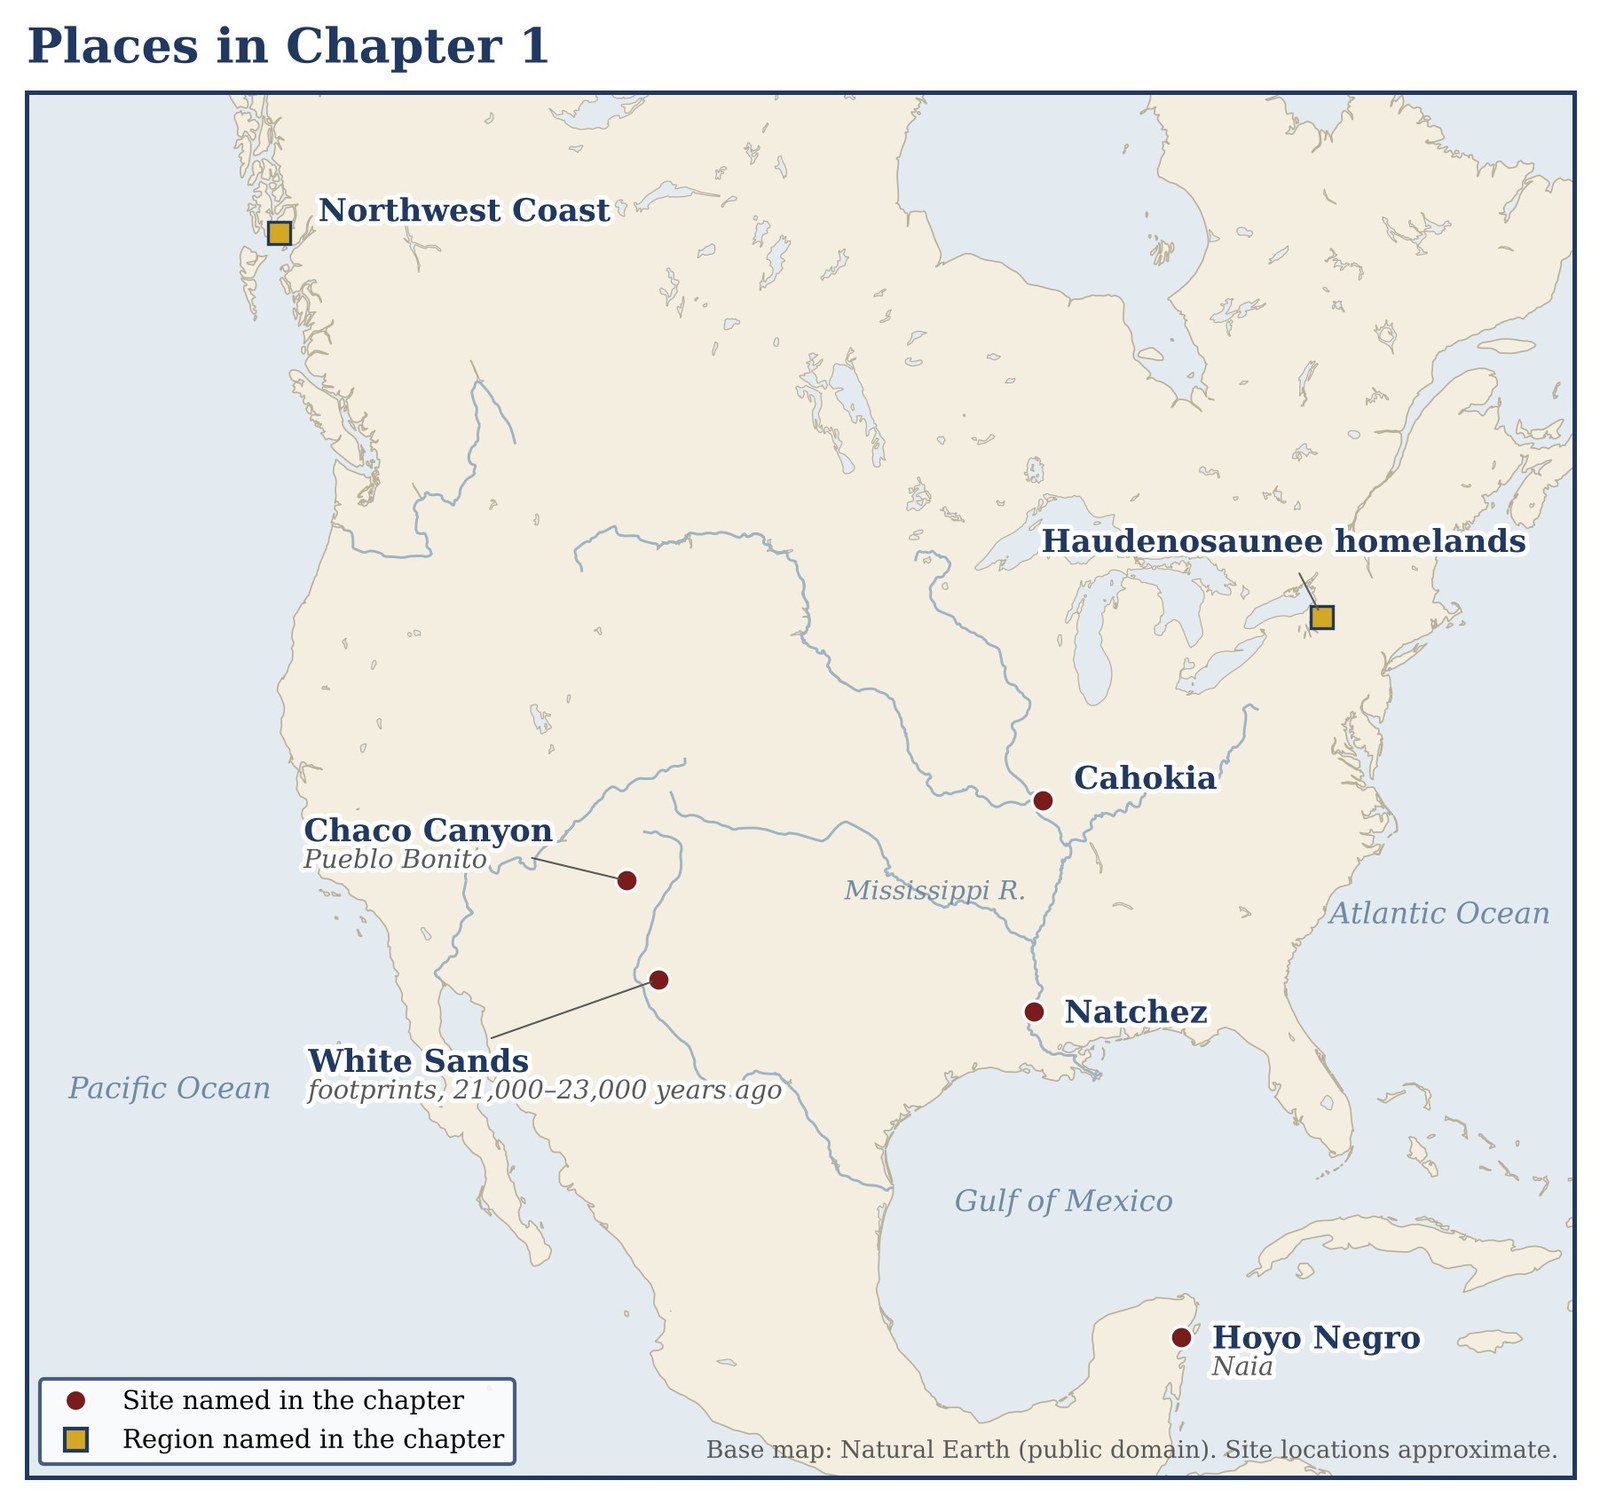 Places in Chapter 1
Northwest Coast
Haudenosaunee homelands
Cahokia
Chaco Canyon
Pueblo Bonito
Mississippi R.
Atlantic Ocean
Natchez
White Sands
footprints, 21,000–23,000 years ago
Pacific Ocean
Gulf of Mexico
Hoyo Negro
Naia
Site named in the chapter
Region named in the chapter
Base map: Natural Earth (public domain). Site locations approximate.